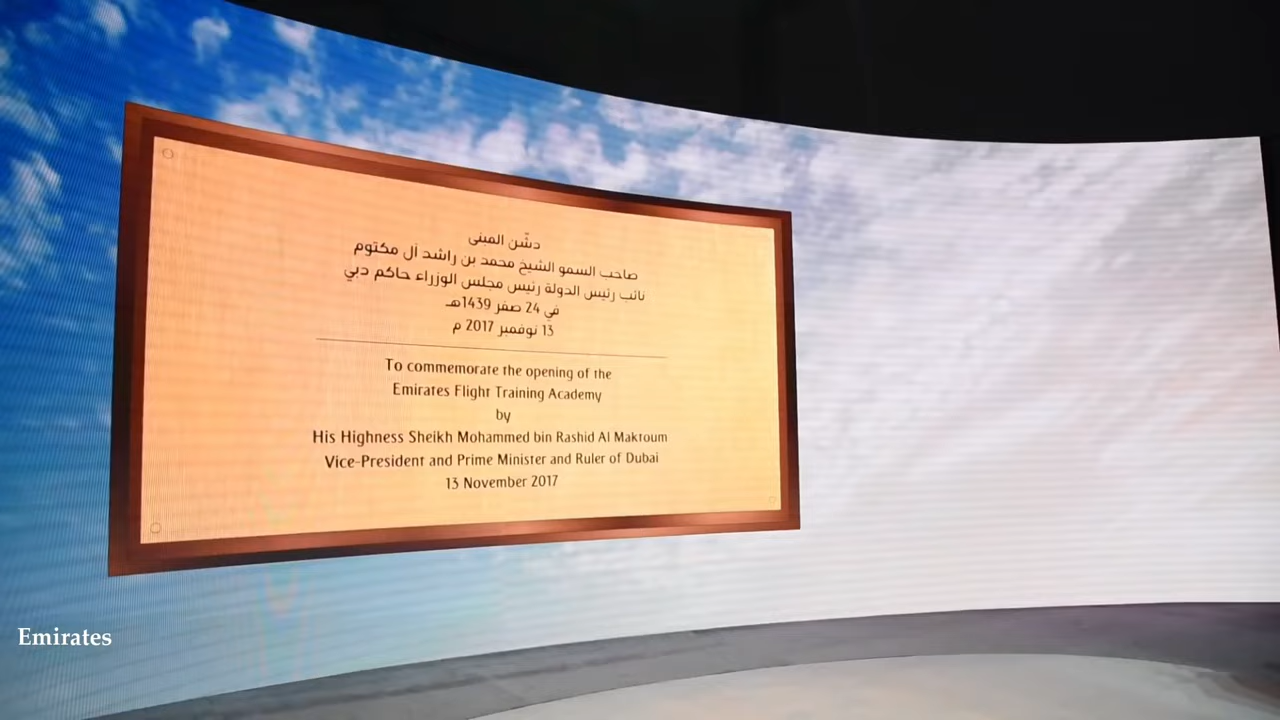 دشّن المبنى
صاحب السمو الشيخ محمد بن راشد آل مكتوم
نائب رئيس الدولة رئيس مجلس الوزراء حاكم دبي
في 24 صفر 1439هـ
13 نوفمبر 2017 م
To commemorate the opening of the
Emirates Flight Training Academy
by
His Highness Sheikh Mohammed bin Rashid Al Maktoum
Vice-President and Prime Minister and Ruler of Dubai
13 November 2017
Emirates